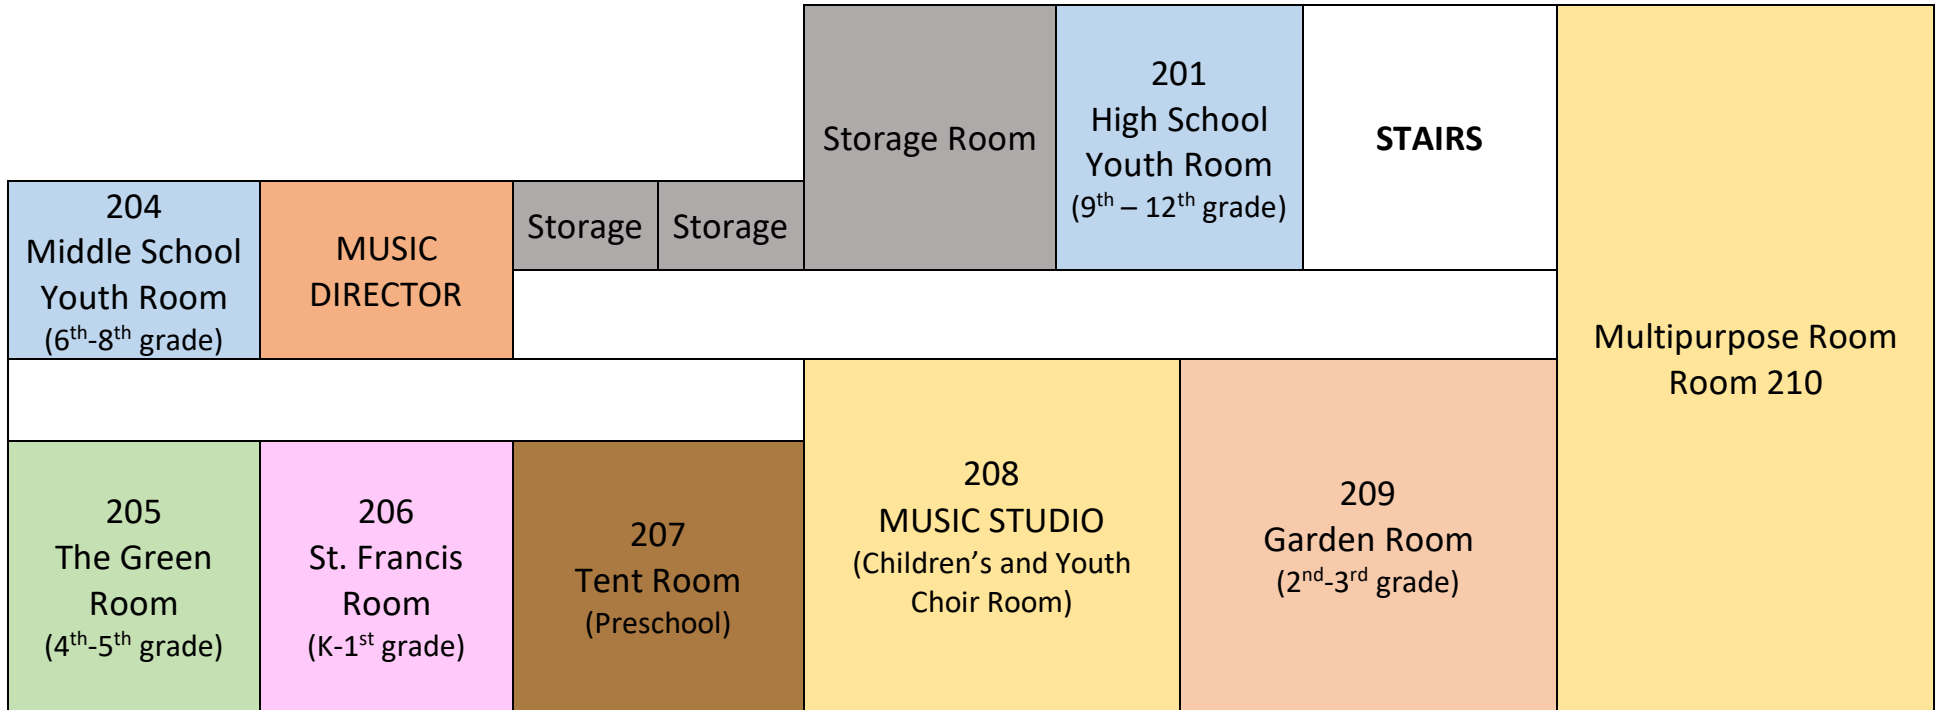 Storage Room
201
High School
Youth Room
(9th – 12th grade)
STAIRS
204
Middle School
Youth Room
(6th-8th grade)
MUSIC
DIRECTOR
Storage
Storage
Multipurpose Room
Room 210
205
The Green
Room
(4th-5th grade)
206
St. Francis
Room
(K-1st grade)
207
Tent Room
(Preschool)
208
MUSIC STUDIO
(Children’s and Youth
Choir Room)
209
Garden Room
(2nd-3rd grade)